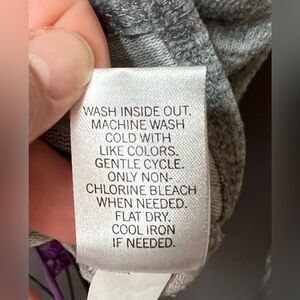 WASH INSIDE OUT.
MACHINE WASH
COLD WITH
LIKE COLORS.
GENTLE CYCLE.
ONLY NON-
CHLORINE BLEACH
WHEN NEEDED.
FLAT DRY.
COOL IRON
IF NEEDED.